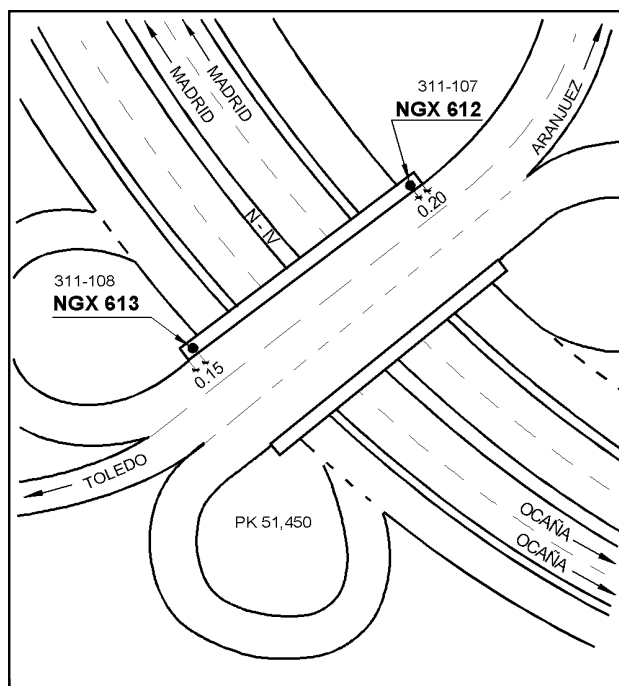 MADRID
MADRID
311-107
NGX 612
ARANJUEZ
0.20
N-IV
311-108
NGX 613
0.15
TOLEDO
PK 51,450
OCAÑA
OCAÑA